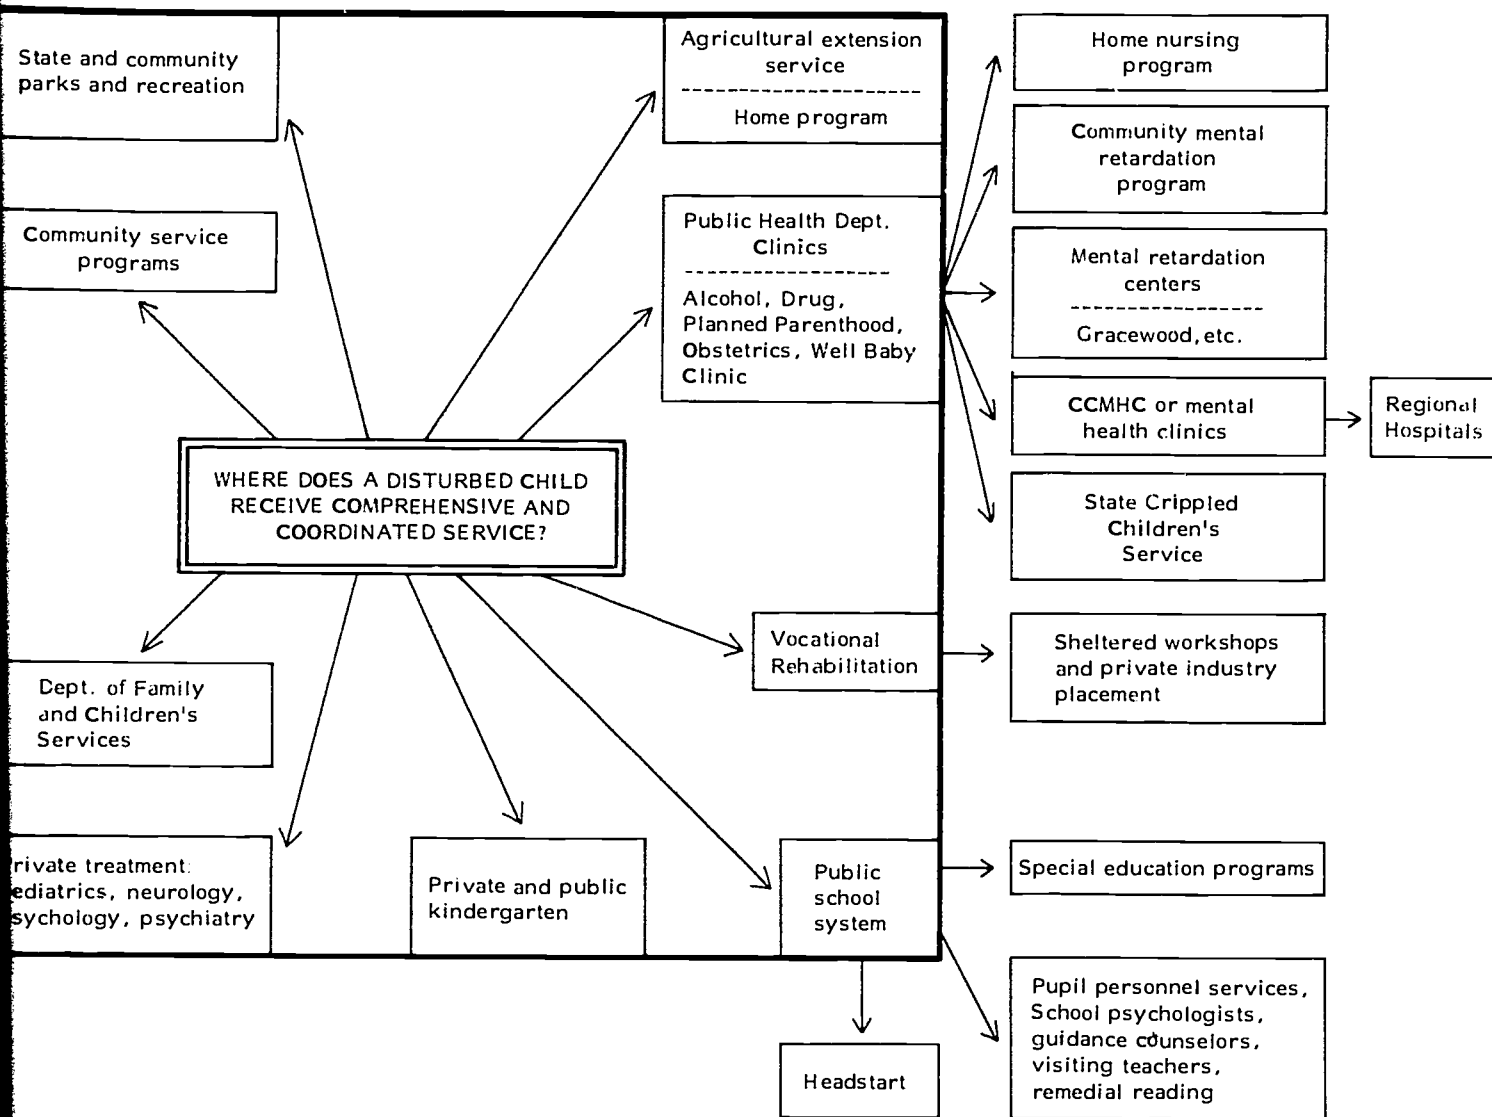 State and community
parks and recreation
Agricultural extension
service
Home program
Home nursing
program
Community mental
retardation
program
Community service
programs
Public Health Dept.
Clinics
Alcohol, Drug,
Planned Parenthood,
Obstetrics, Well Baby
Clinic
Mental retardation
centers
Gracewood, etc.
CCMHC or mental
health clinics
Regional
Hospitals
WHERE DOES A DISTURBED CHILD
RECEIVE COMPREHENSIVE AND
COORDINATED SERVICE?
State Crippled
Children's
Service
Vocational
Rehabilitation
Sheltered workshops
and private industry
placement
Dept. of Family
and Children's
Services
rivate treatment:
ediatrics, neurology,
sychology, psychiatry
Private and public
kindergarten
Public
school
system
Special education programs
Pupil personnel services,
School psychologists,
guidance counselors,
visiting teachers,
remedial reading
Headstart